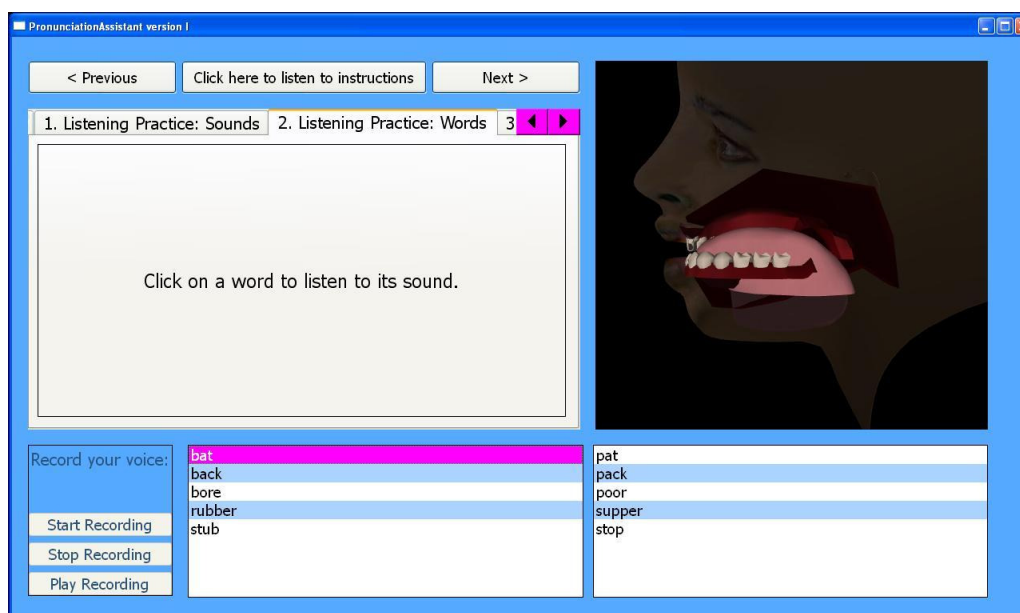 PronunciationAssistant version I
< Previous
Click here to listen to instructions
Next >
1. Listening Practice: Sounds
2. Listening Practice: Words
3
Click on a word to listen to its sound.
Record your voice:
Start Recording
Stop Recording
Play Recording
bat
back
bore
rubber
stub
pat
pack
poor
supper
stop